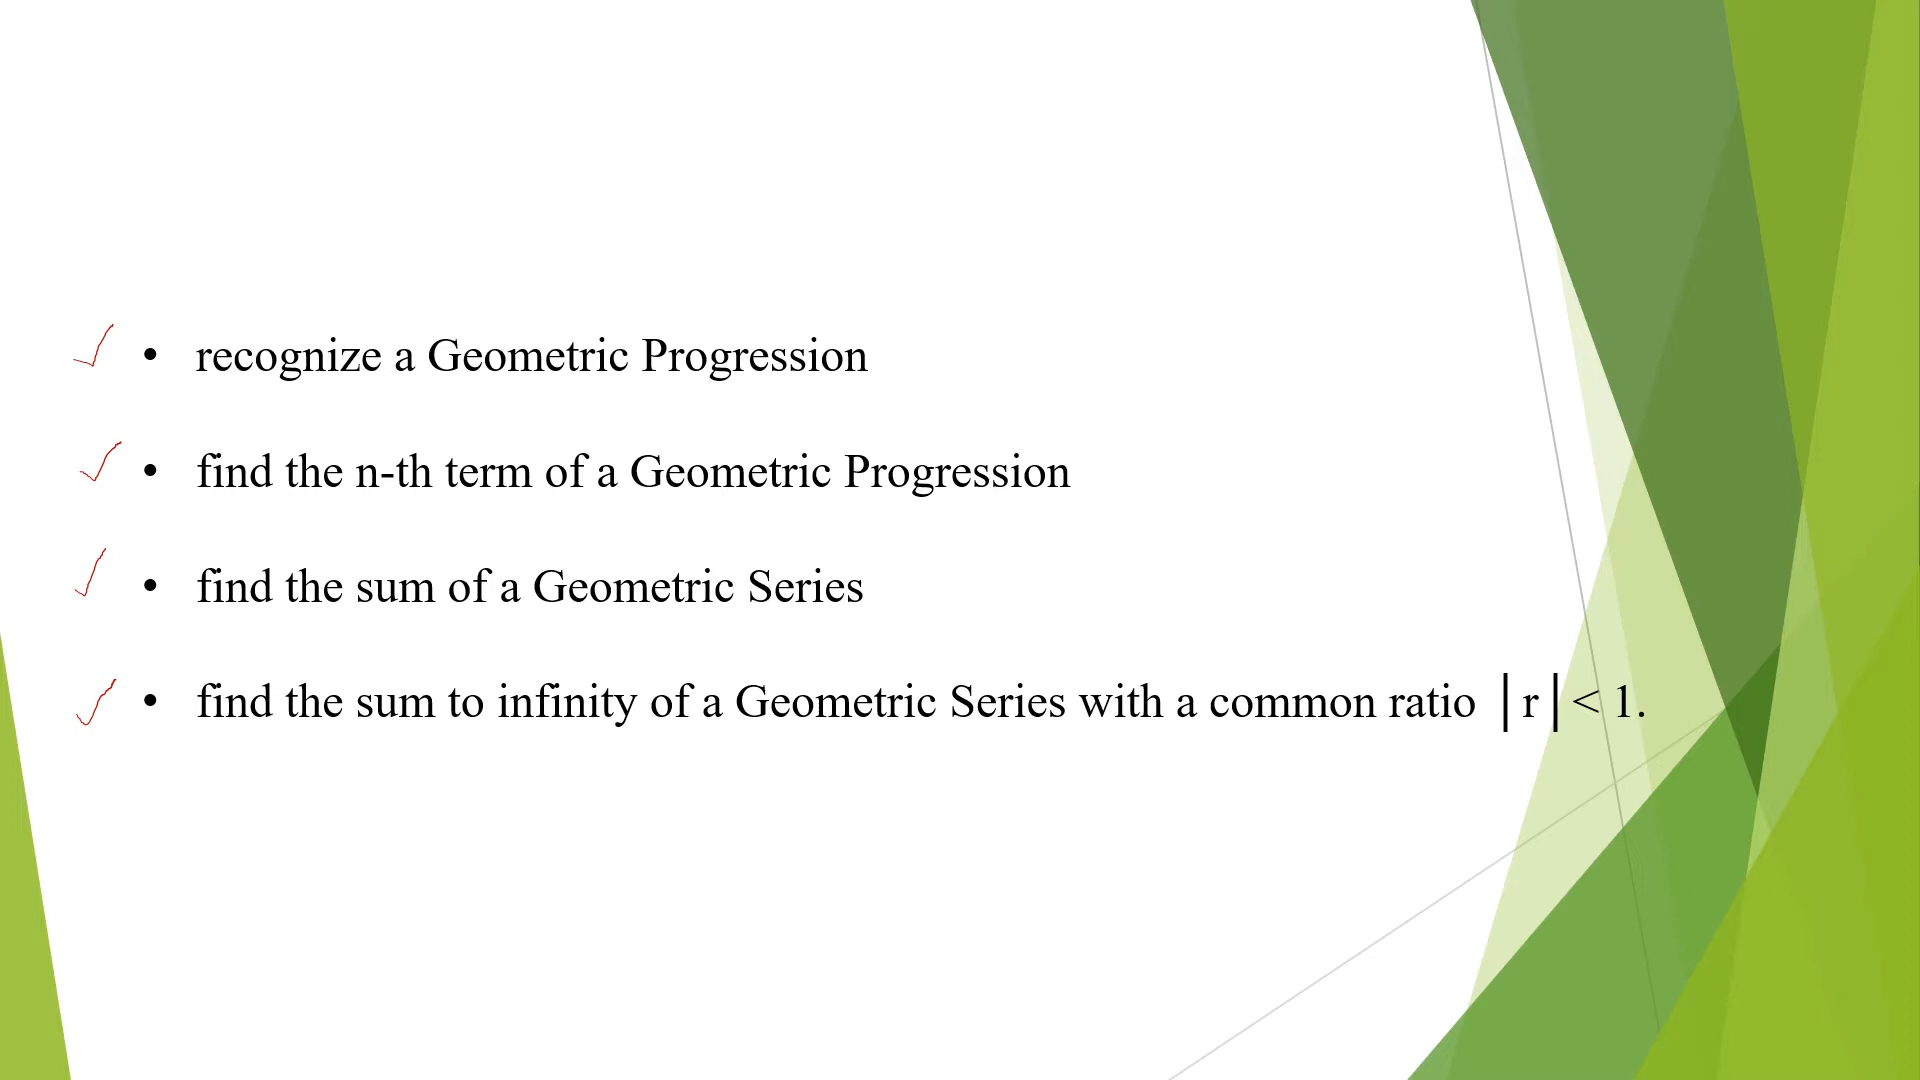 • recognize a Geometric Progression
• find the n-th term of a Geometric Progression
• find the sum of a Geometric Series
• find the sum to infinity of a Geometric Series with a common ratio │r│< 1.